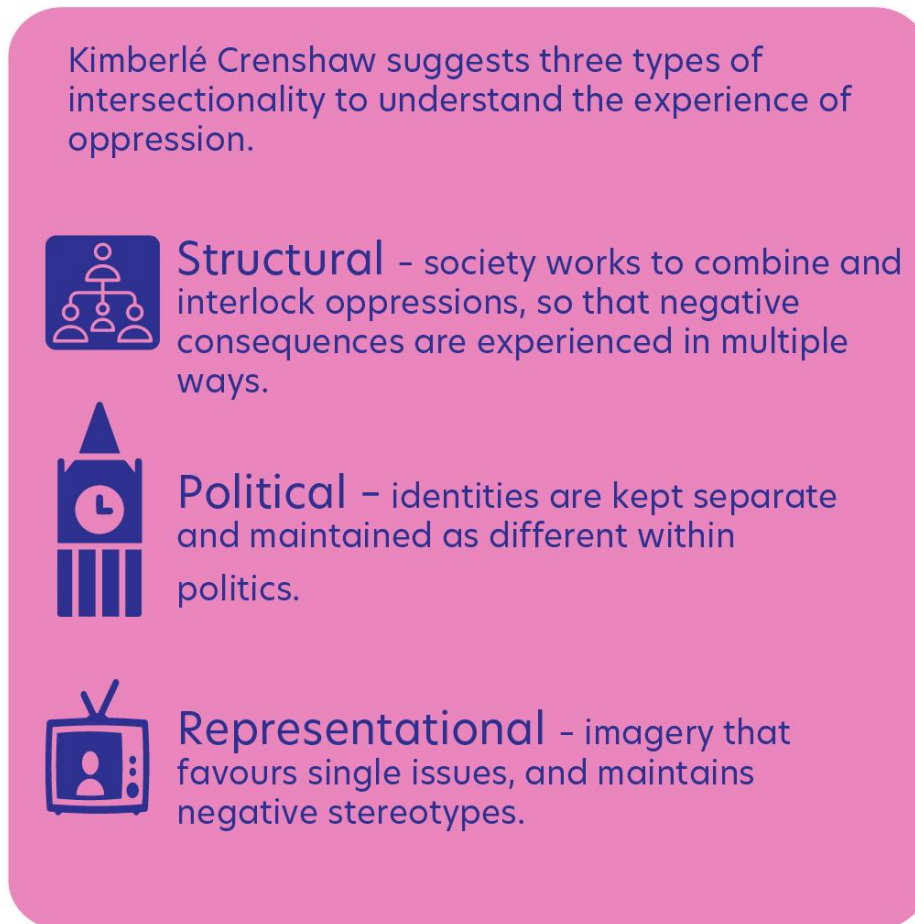 Kimberlé Crenshaw suggests three types of
intersectionality to understand the experience of
oppression.
Structural – society works to combine and
interlock oppressions, so that negative
consequences are experienced in multiple
ways.
Political – identities are kept separate
and maintained as different within
politics.
Representational – imagery that
favours single issues, and maintains
negative stereotypes.